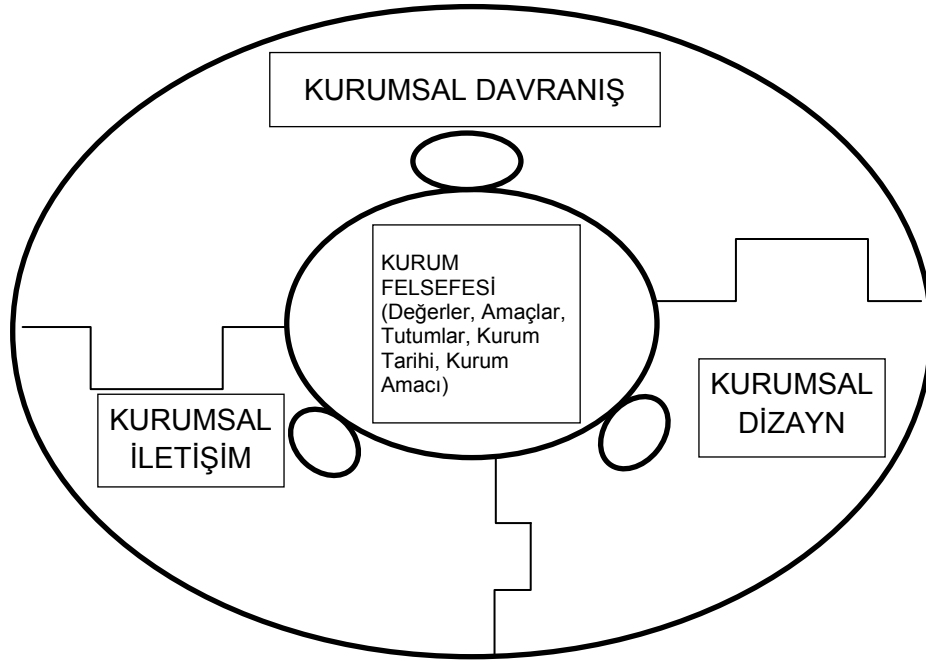 KURUMSAL DAVRANIŞ
KURUM
FELSEFESİ
(Değerler, Amaçlar,
Tutumlar, Kurum
Tarihi, Kurum
Amacı)
KURUMSAL
İLETİŞİM
KURUMSAL
DİZAYN